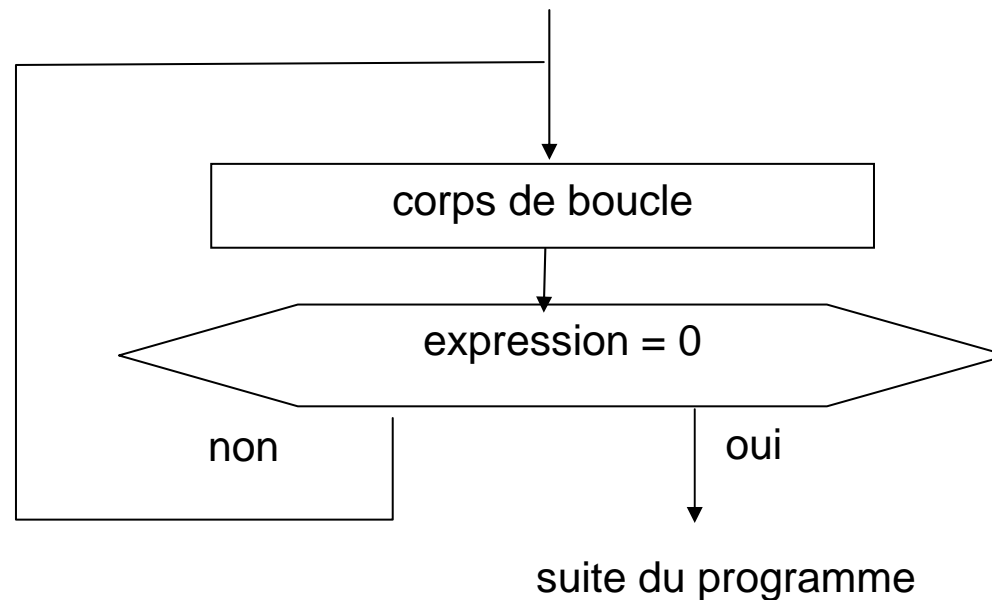 corps de boucle
expression = 0
non
oui
suite du programme